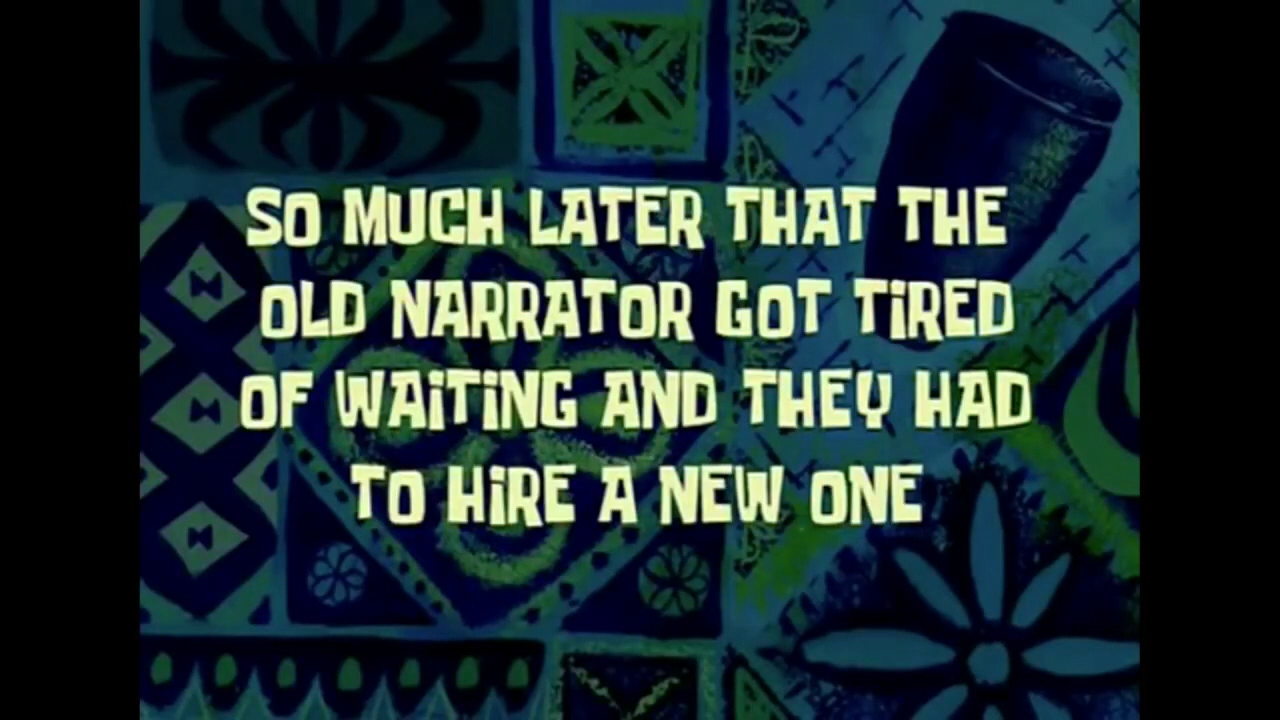 SO MUCH LATER THAT THE
OLD NARRATOR GOT TiRED
OF WAiTiNG AND THEY HAD
TO HiRE A NEW ONE